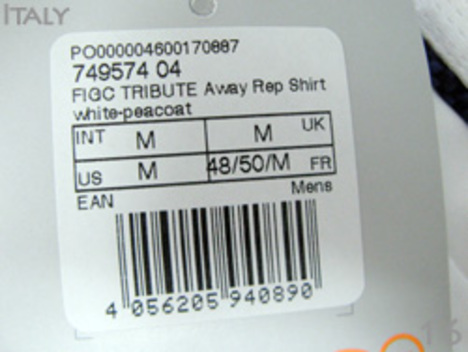 ITALY
PO000004600170887
749574 04
FIGC TRIBUTE Away Rep Shirt
white-peacoat
INT M M UK
US M 48/50/M FR
EAN Mens
4 056205 940890
16